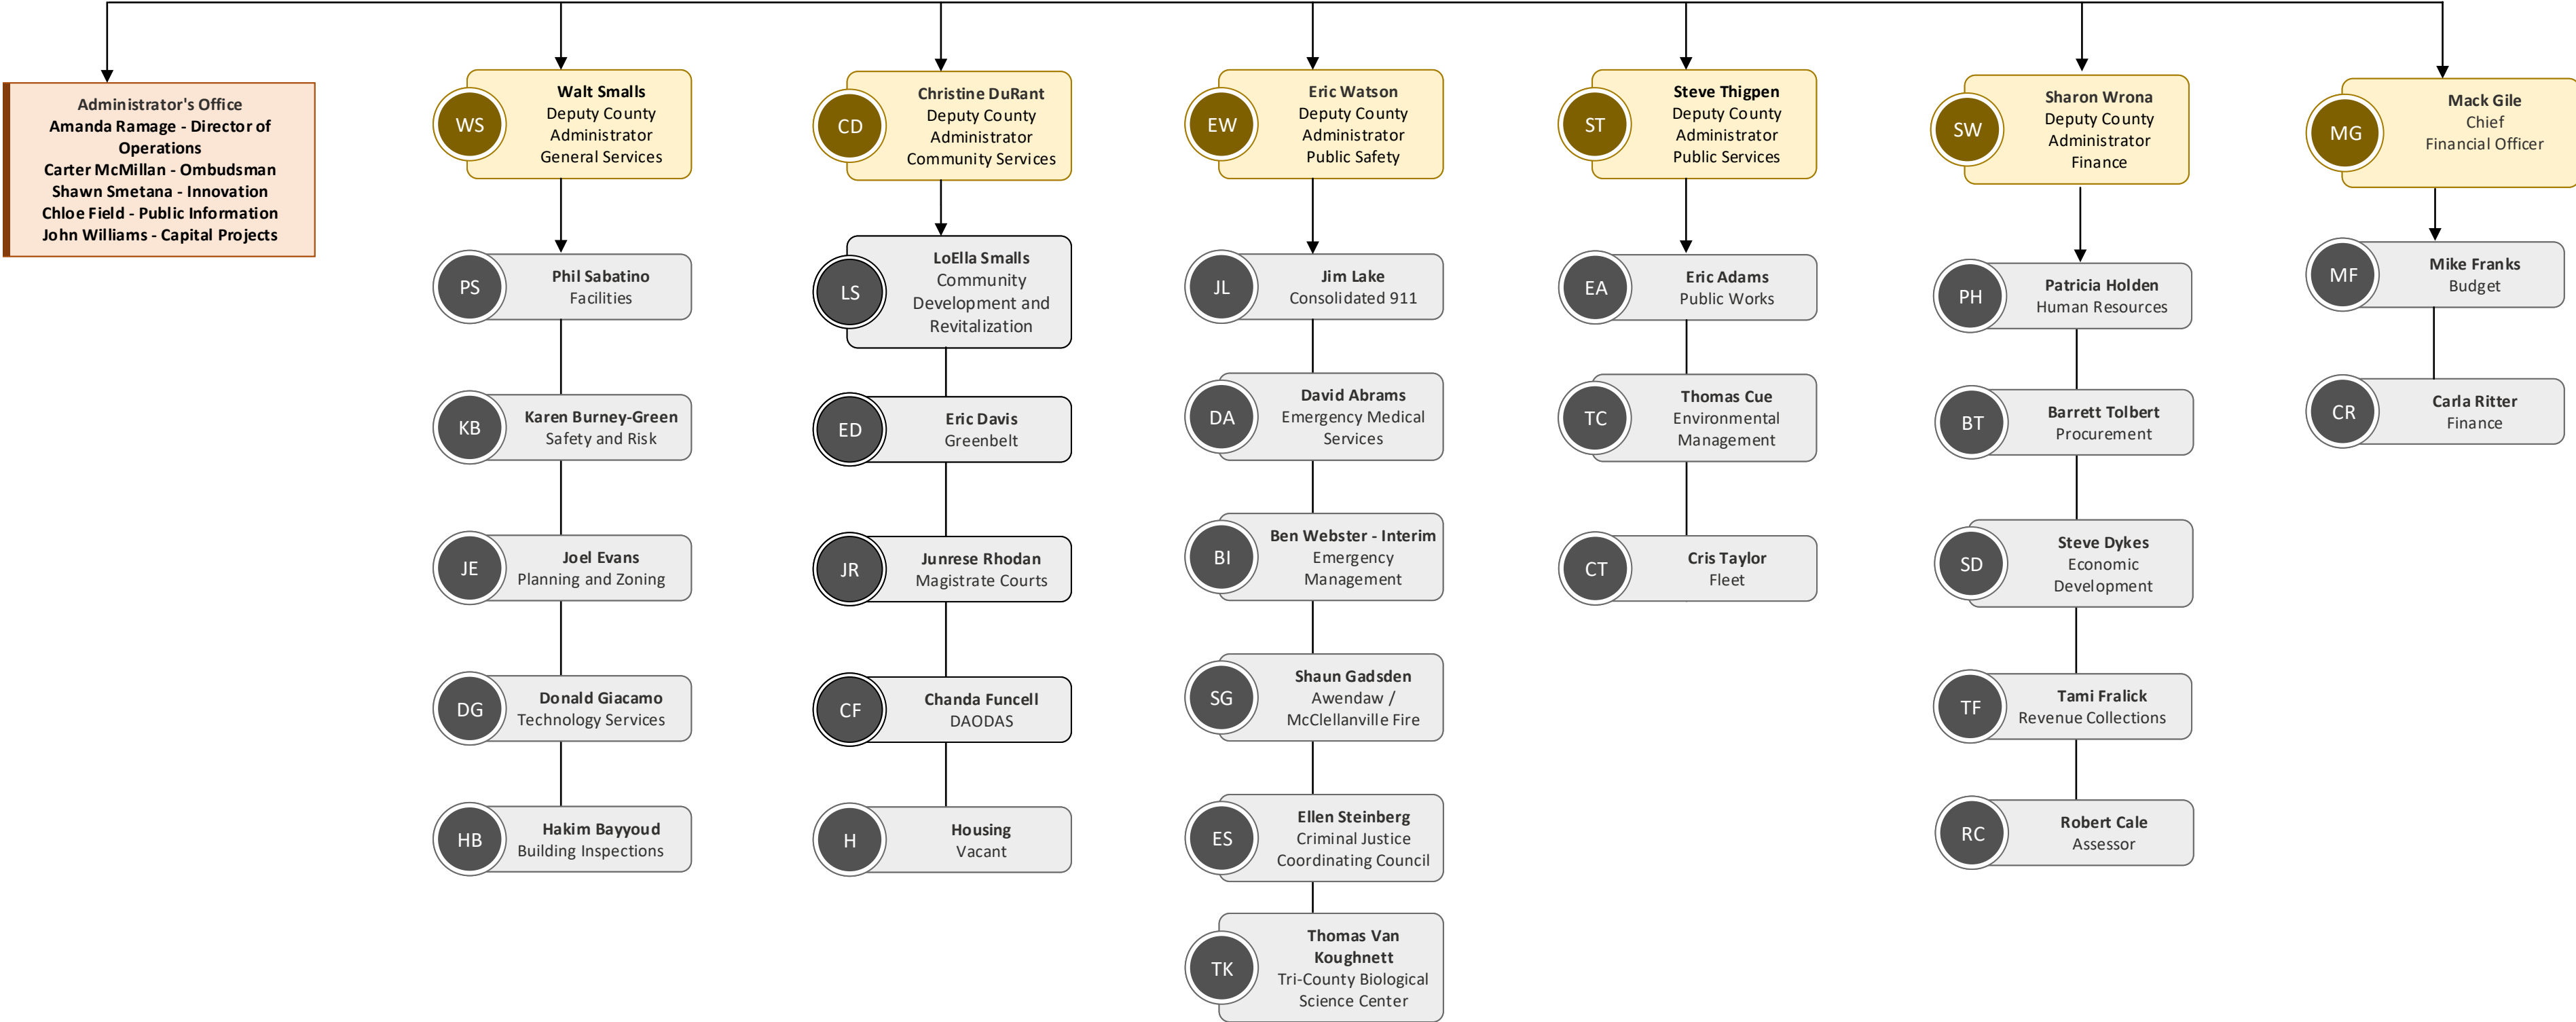 Administrator's Office
Amanda Ramage - Director of
Operations
Carter McMillan - Ombudsman
Shawn Smetana - Innovation
Chloe Field - Public Information
John Williams - Capital Projects
WS
Walt Smalls
Deputy County
Administrator
General Services
PS
Phil Sabatino
Facilities
KB
Karen Burney-Green
Safety and Risk
JE
Joel Evans
Planning and Zoning
DG
Donald Giacamo
Technology Services
HB
Hakim Bayyoud
Building Inspections
CD
Christine DuRant
Deputy County
Administrator
Community Services
LS
LoElla Smalls
Community
Development and
Revitalization
ED
Eric Davis
Greenbelt
JR
Junrese Rhodan
Magistrate Courts
CF
Chanda Funcell
DAODAS
H
Housing
Vacant
EW
Eric Watson
Deputy County
Administrator
Public Safety
JL
Jim Lake
Consolidated 911
DA
David Abrams
Emergency Medical
Services
BI
Ben Webster - Interim
Emergency
Management
SG
Shaun Gadsden
Awendaw /
McClellanville Fire
ES
Ellen Steinberg
Criminal Justice
Coordinating Council
TK
Thomas Van
Koughnett
Tri-County Biological
Science Center
ST
Steve Thigpen
Deputy County
Administrator
Public Services
EA
Eric Adams
Public Works
TC
Thomas Cue
Environmental
Management
CT
Cris Taylor
Fleet
SW
Sharon Wrona
Deputy County
Administrator
Finance
PH
Patricia Holden
Human Resources
BT
Barrett Tolbert
Procurement
SD
Steve Dykes
Economic
Development
TF
Tami Fralick
Revenue Collections
RC
Robert Cale
Assessor
MG
Mack Gile
Chief
Financial Officer
MF
Mike Franks
Budget
CR
Carla Ritter
Finance